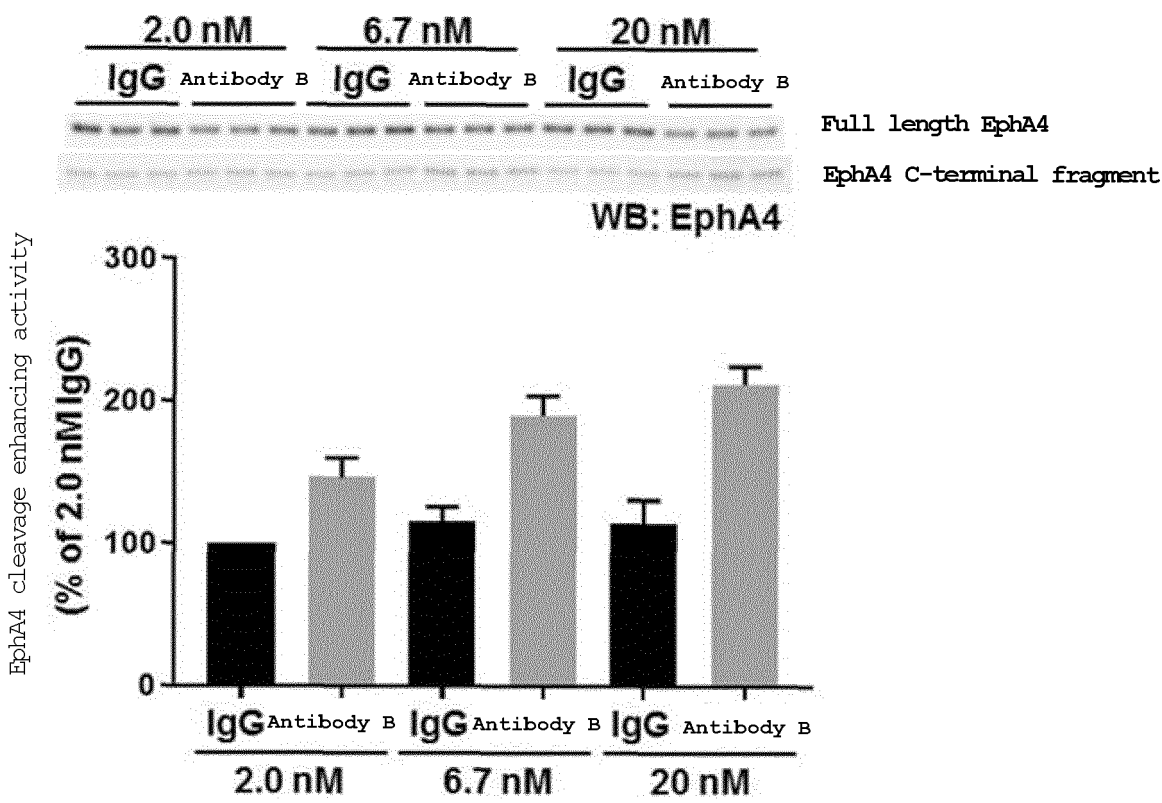 2.0 nM 6.7 nM 20 nM
IgG Antibody B IgG Antibody B IgG Antibody B
Full length EphA4
EphA4 C-terminal fragment
WB: EphA4
EphA4 cleavage enhancing activity
(% of 2.0 nM IgG)
300
200
100
0
IgG Antibody B IgG Antibody B IgG Antibody B
2.0 nM 6.7 nM 20 nM